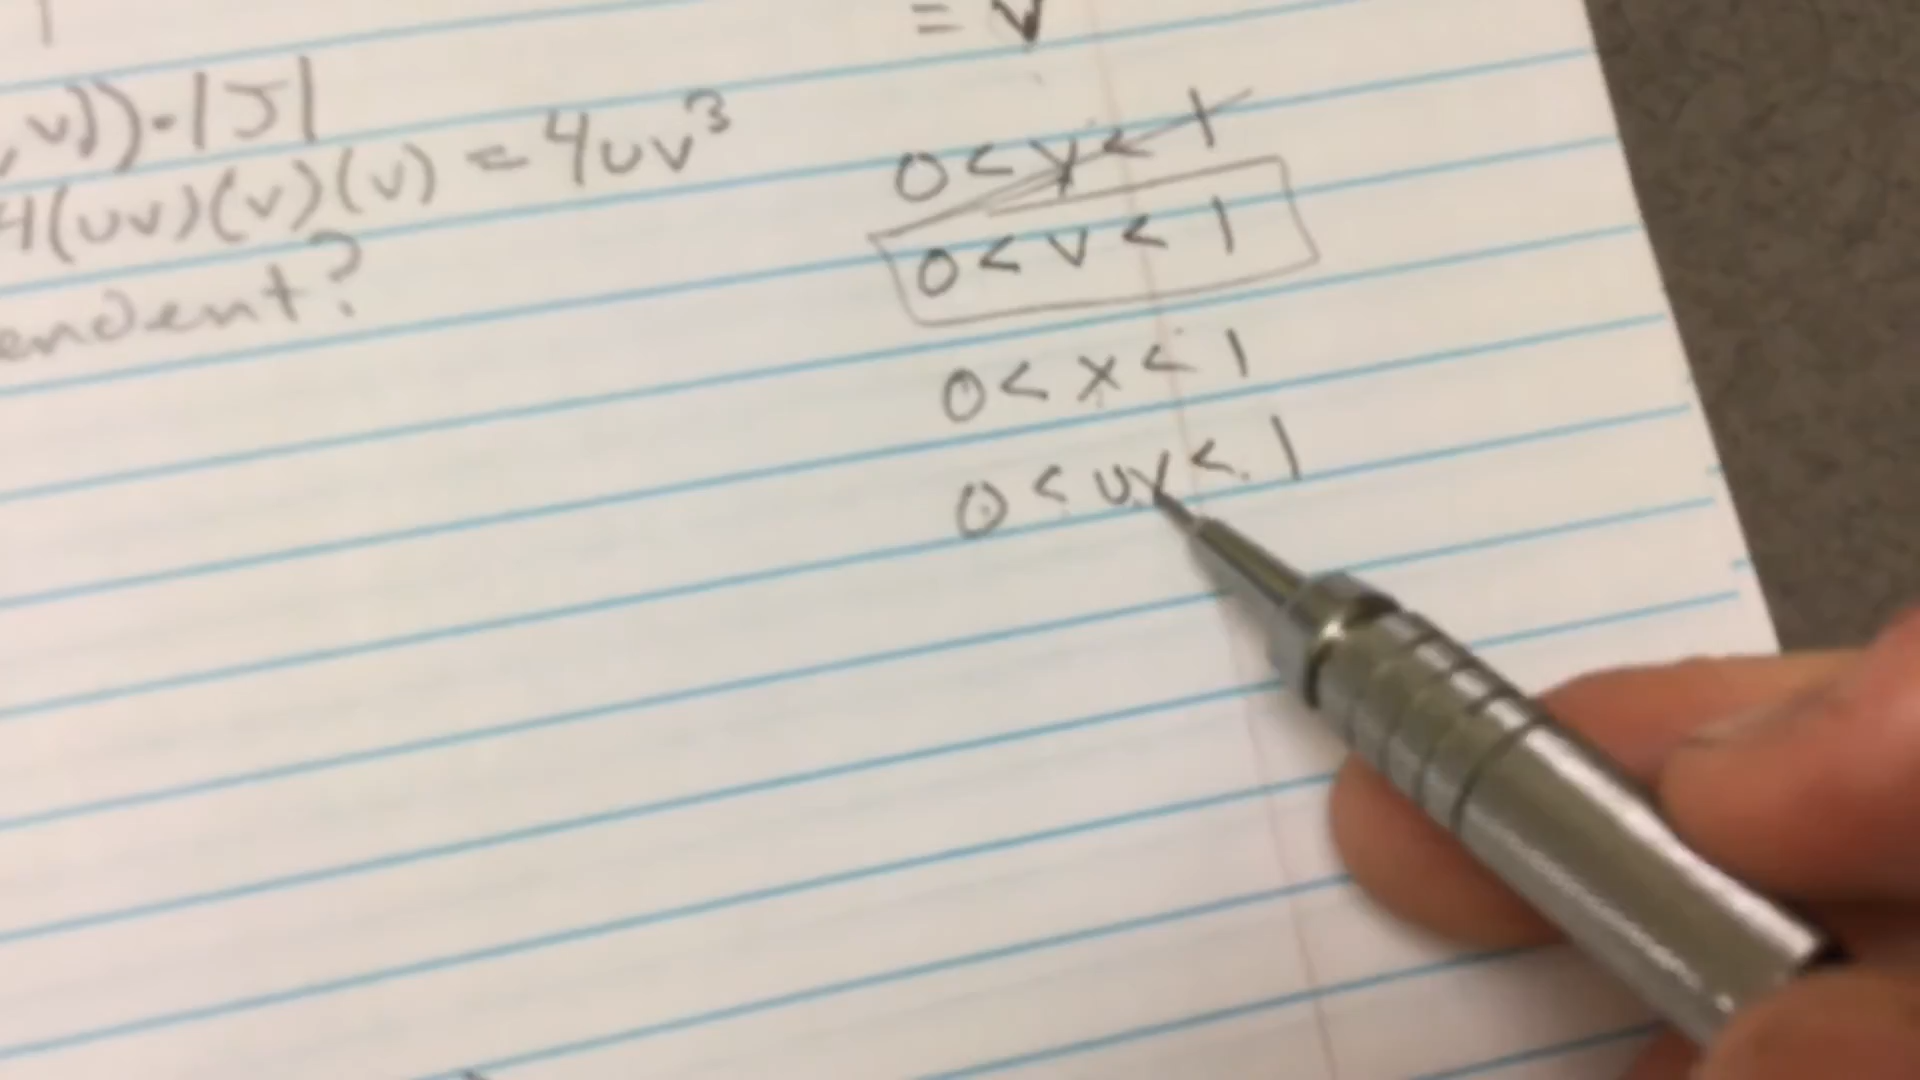 = v
, v)) · |J|
4(uv)(v)(v) = 4uv³
endent?
0 < y < 1
0 < v < 1
0 < x < 1
0 < uv < 1